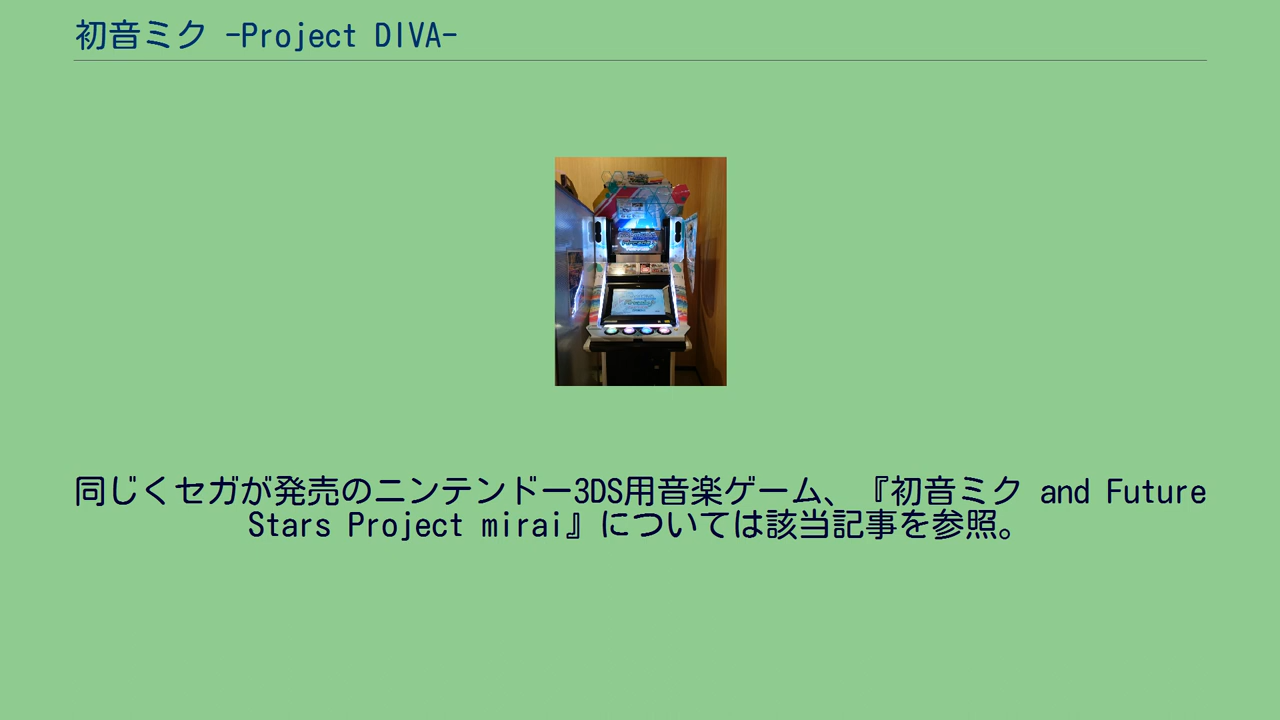 初音ミク -Project DIVA-
同じくセガが発売のニンテンドー3DS用音楽ゲーム、『初音ミク and Future
Stars Project mirai』については該当記事を参照。